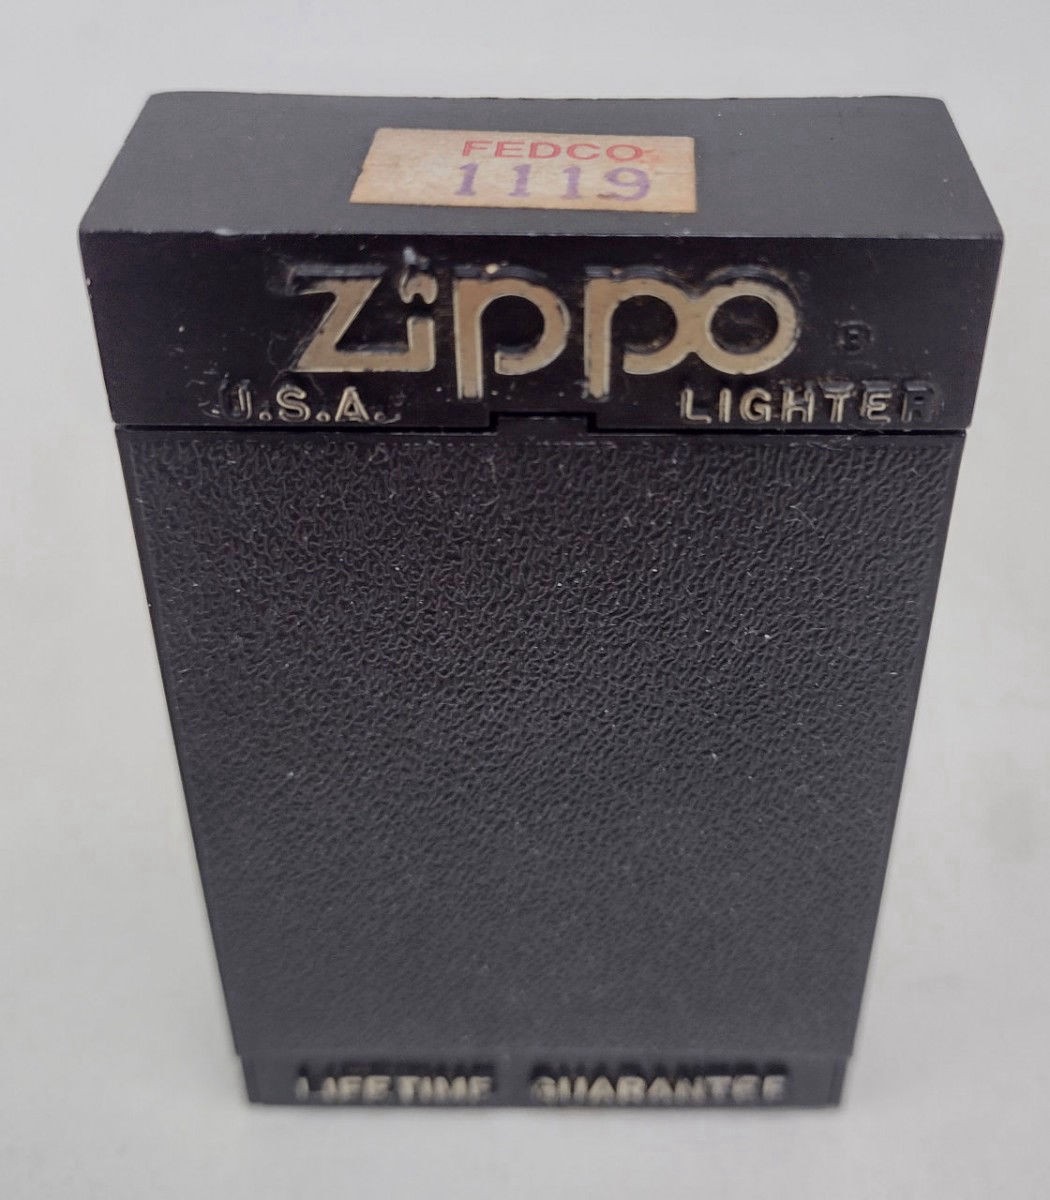 FEDCO
1119
Zippo ®
U.S.A. LIGHTER
LIFETIME GUARANTEE